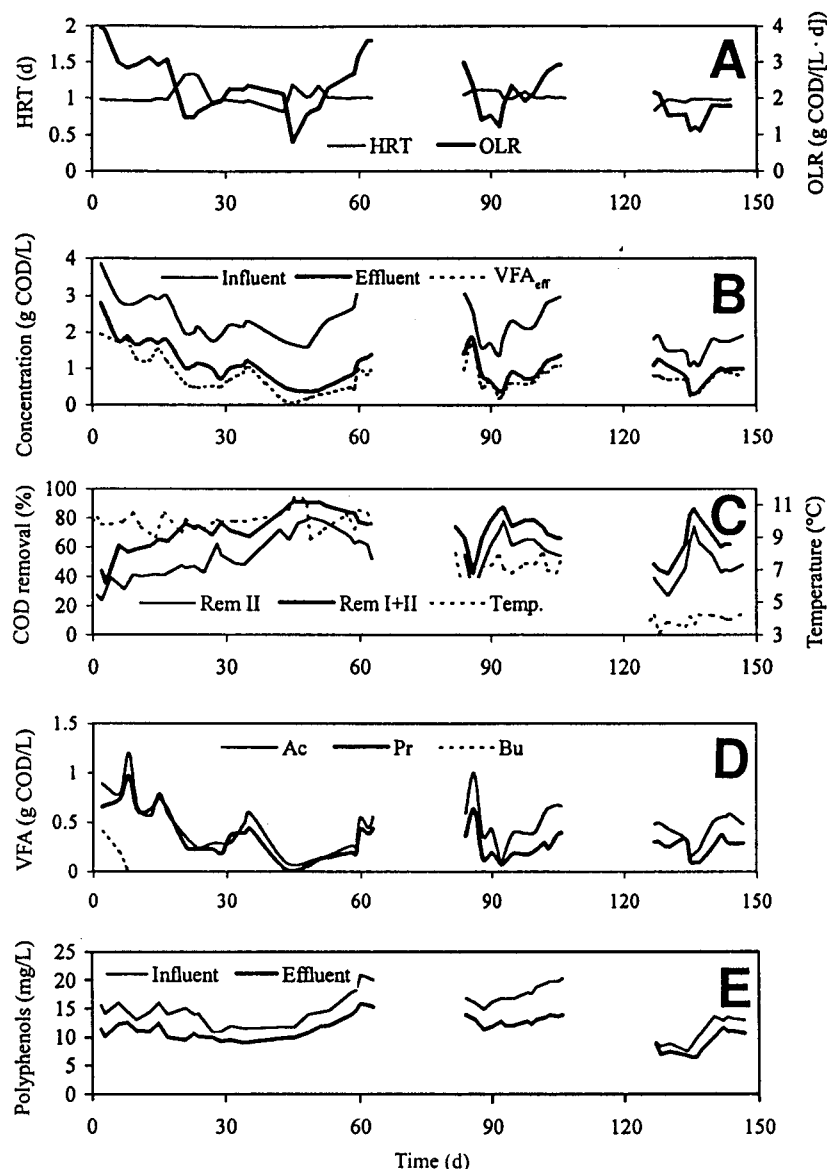 2 4
1.5 3
A
1 2
0.5 1
HRT OLR
0 0
0 30 60 90 120 150
HRT (d)
OLR (g COD/[L · d])
4
Influent Effluent VFAeff
B
3
2
1
0
0 30 60 90 120 150
Concentration (g COD/L)
100
C
80 11
60 9
40 7
20 5
Rem II Rem I+II Temp.
0 3
0 30 60 90 120 150
COD removal (%)
Temperature (°C)
1.5
Ac Pr Bu
D
1
0.5
0
0 30 60 90 120 150
VFA (g COD/L)
25
Influent Effluent
E
20
15
10
5
0
0 30 60 90 120 150
Polyphenols (mg/L)
Time (d)